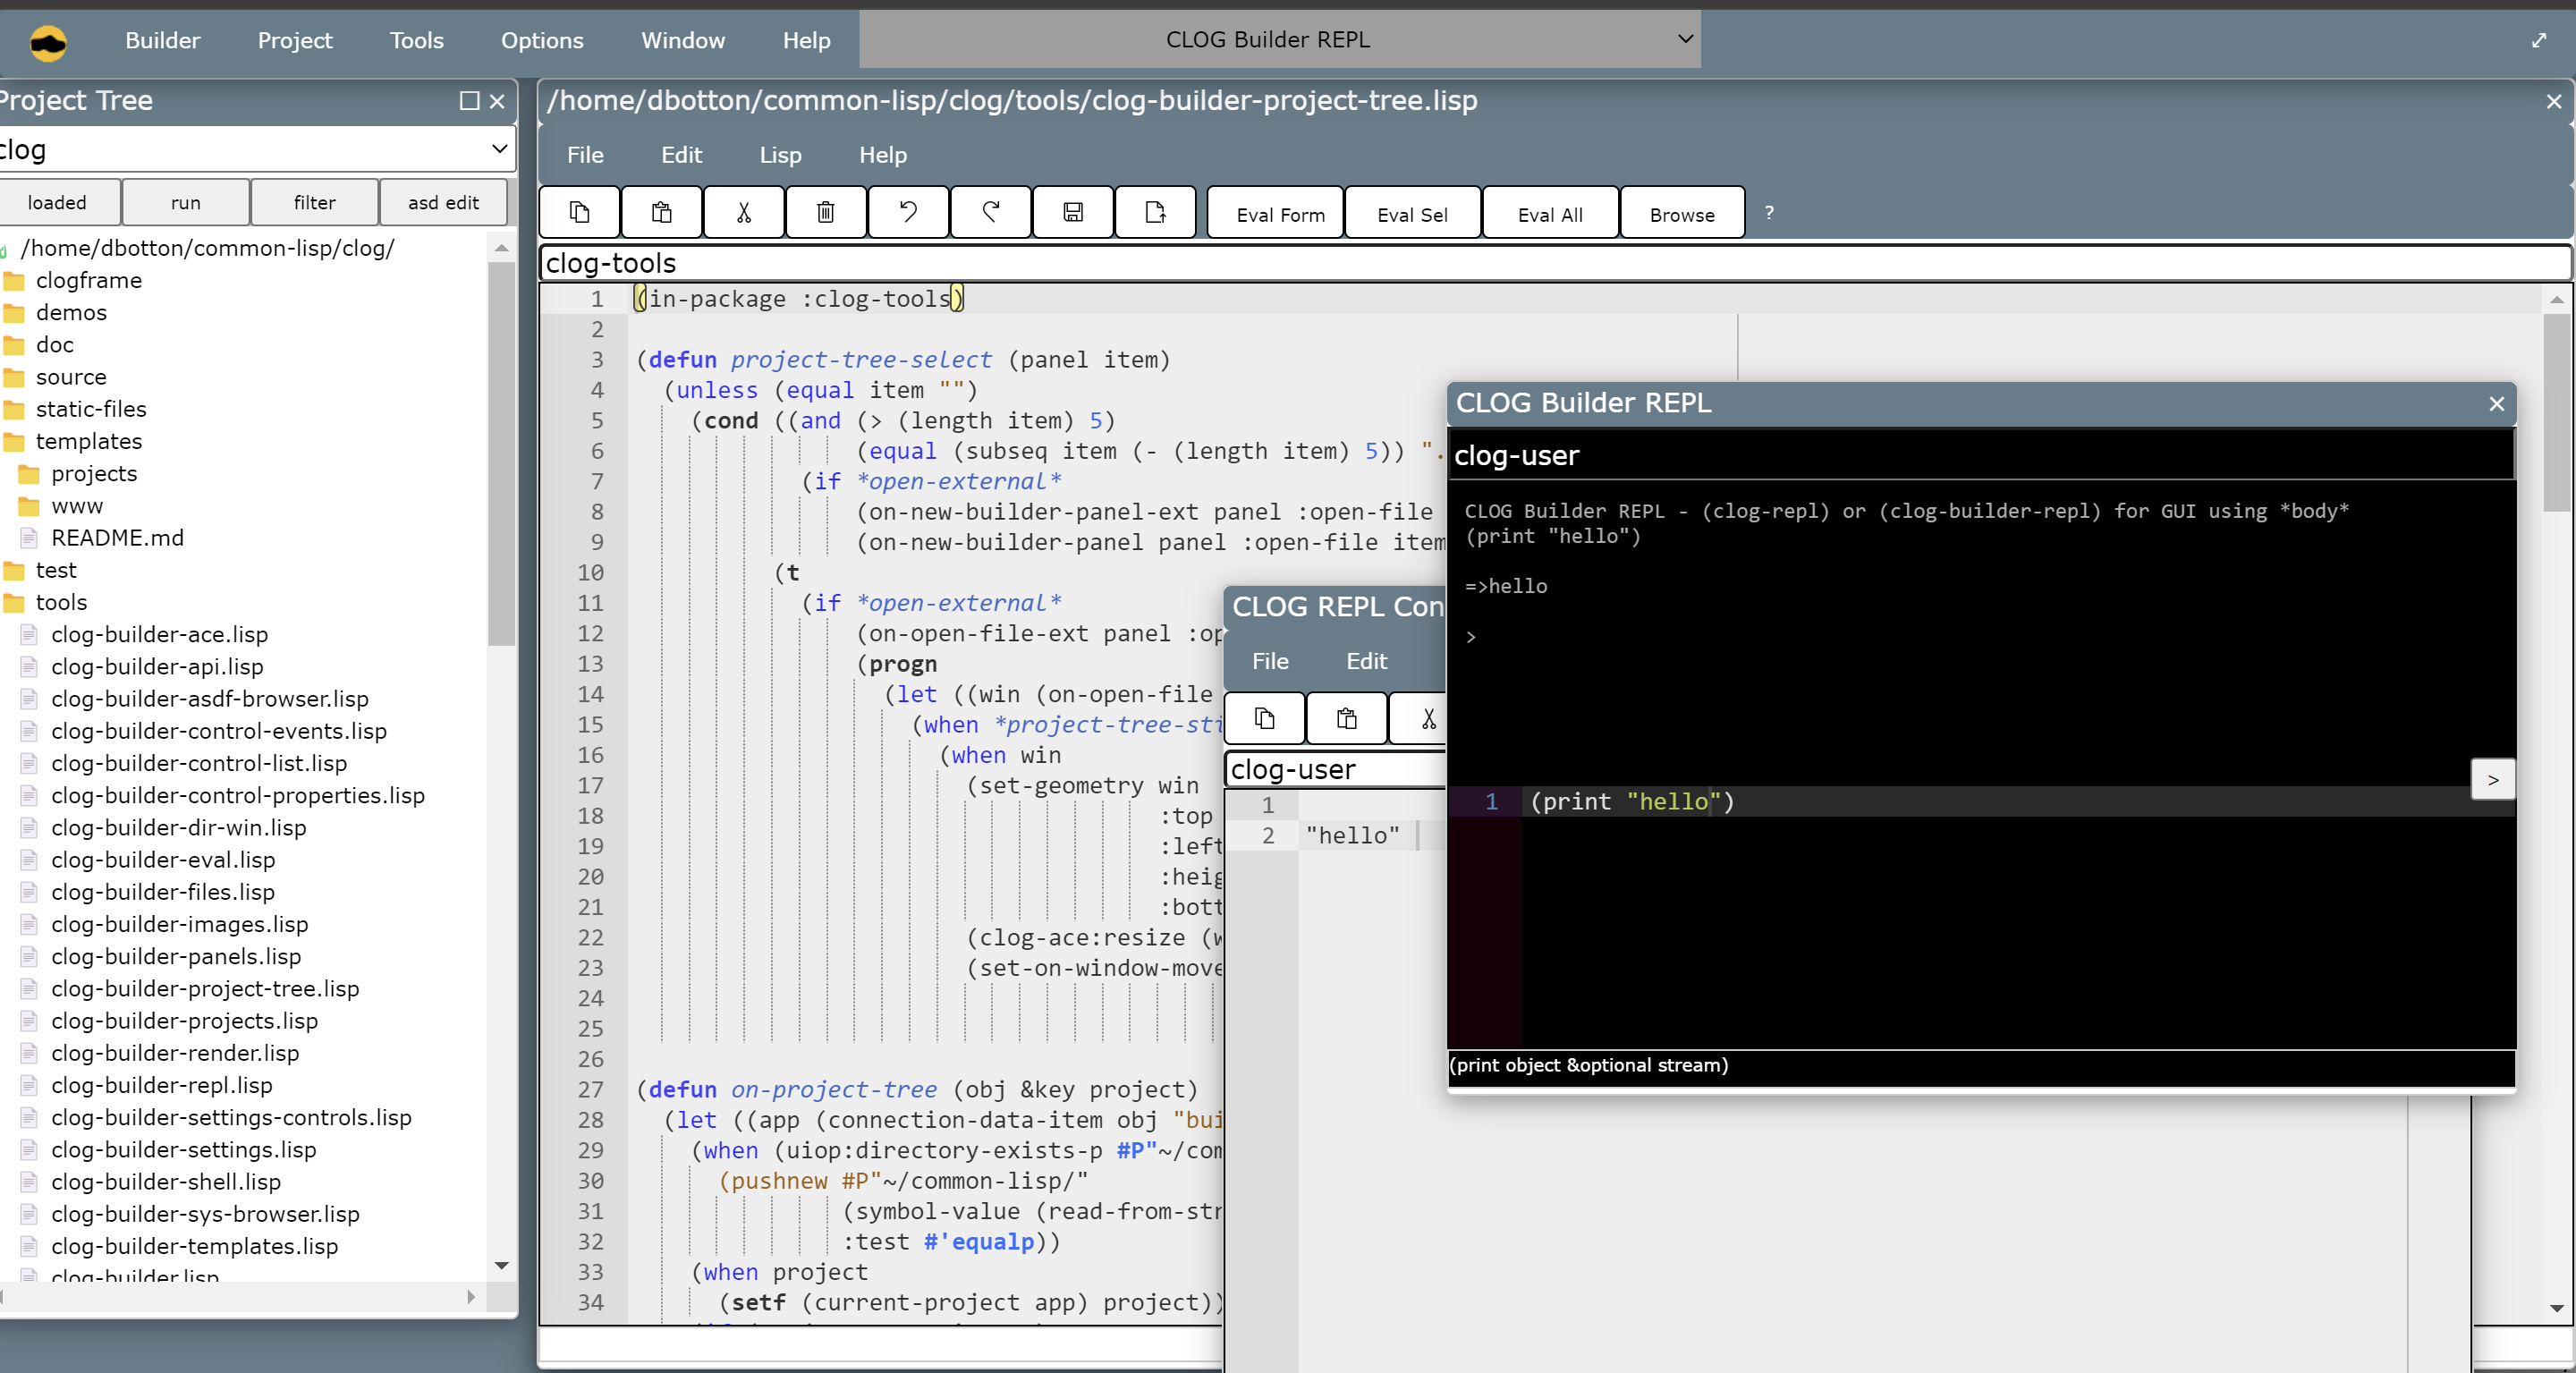 Builder Project Tools Options Window Help CLOG Builder REPL
Project Tree
clog
loaded run filter asd edit
/home/dbotton/common-lisp/clog/
clogframe
demos
doc
source
static-files
templates
projects
www
README.md
test
tools
clog-builder-ace.lisp
clog-builder-api.lisp
clog-builder-asdf-browser.lisp
clog-builder-control-events.lisp
clog-builder-control-list.lisp
clog-builder-control-properties.lisp
clog-builder-dir-win.lisp
clog-builder-eval.lisp
clog-builder-files.lisp
clog-builder-images.lisp
clog-builder-panels.lisp
clog-builder-project-tree.lisp
clog-builder-projects.lisp
clog-builder-render.lisp
clog-builder-repl.lisp
clog-builder-settings-controls.lisp
clog-builder-settings.lisp
clog-builder-shell.lisp
clog-builder-sys-browser.lisp
clog-builder-templates.lisp
clog-builder.lisp
/home/dbotton/common-lisp/clog/tools/clog-builder-project-tree.lisp
File Edit Lisp Help
Eval Form Eval Sel Eval All Browse ?
clog-tools
1 (in-package :clog-tools)
2
3 (defun project-tree-select (panel item)
4 (unless (equal item "")
5 (cond ((and (> (length item) 5)
6 (equal (subseq item (- (length item) 5)) ".
7 (if *open-external*
8 (on-new-builder-panel-ext panel :open-file
9 (on-new-builder-panel panel :open-file item
10 (t
11 (if *open-external*
12 (on-open-file-ext panel :op
13 (progn
14 (let ((win (on-open-file
15 (when *project-tree-sti
16 (when win
17 (set-geometry win
18 :top
19 :left
20 :heig
21 :bott
22 (clog-ace:resize (w
23 (set-on-window-move
24
25
26
27 (defun on-project-tree (obj &key project)
28 (let ((app (connection-data-item obj "bui
29 (when (uiop:directory-exists-p #P"~/com
30 (pushnew #P"~/common-lisp/"
31 (symbol-value (read-from-str
32 :test #'equalp))
33 (when project
34 (setf (current-project app) project))
CLOG REPL Con
File Edit
clog-user
1
2 "hello"
CLOG Builder REPL
clog-user
CLOG Builder REPL - (clog-repl) or (clog-builder-repl) for GUI using *body*
(print "hello")
=>hello
>
>
1 (print "hello")
(print object &optional stream)